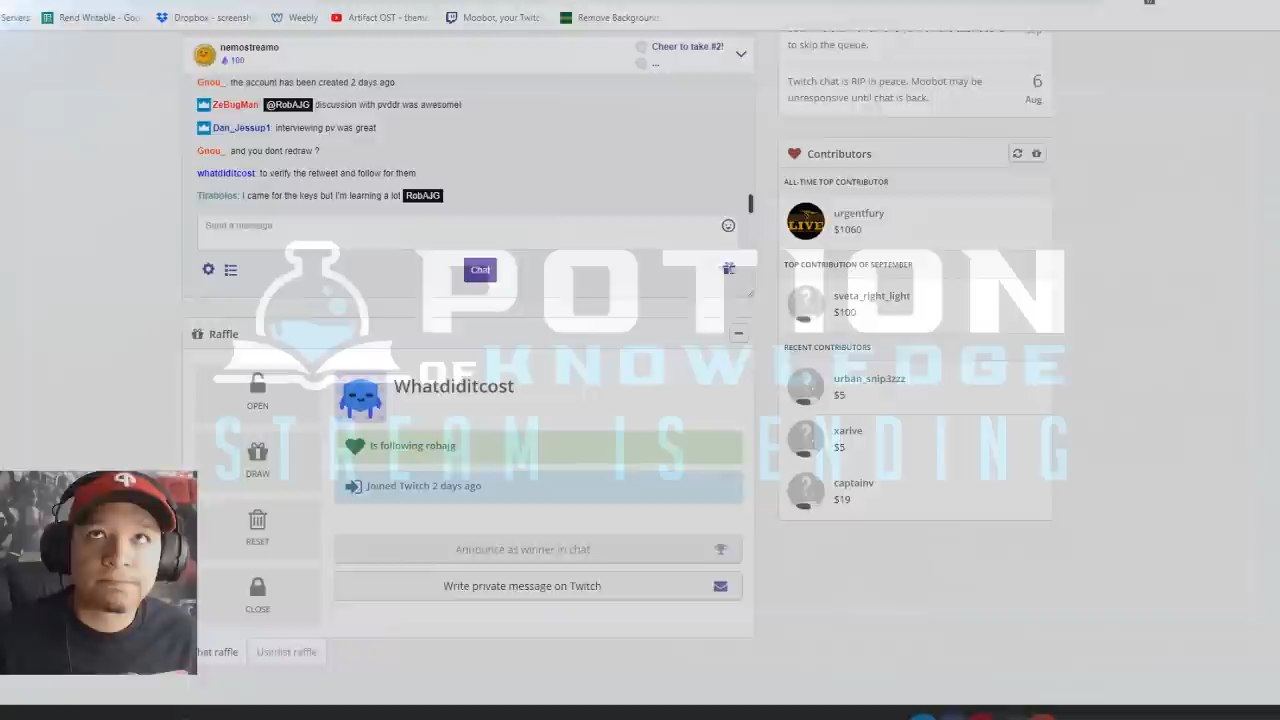 Servers
Rend Writable - Goo
Dropbox - screensh
Weebly
Artifact OST - them
Moobot, your Twitc
Remove Background
nemostreamo
100
Cheer to take #2!
...
Gnou_: the account has been created 2 days ago
ZeBugMan: @RobAJG discussion with pvddr was awesome!
Dan_Jessup1: interviewing pv was great
Gnou_: and you dont redraw ?
whatdiditcost: to verify the retweet and follow for them
Tirabolos: I came for the keys but I'm learning a lot RobAJG
Send a message
Chat
to skip the queue.
Twitch chat is RIP in peace. Moobot may be
unresponsive until chat is back.
6
Aug
Contributors
ALL-TIME TOP CONTRIBUTOR
LIVE
urgentfury
$1060
TOP CONTRIBUTION OF SEPTEMBER
sveta_right_light
$100
RECENT CONTRIBUTORS
urban_snip3zzz
$5
xarive
$5
captainv
$19
POTION
OF KNOWLEDGE
STREAM IS ENDING
Raffle
OPEN
DRAW
RESET
CLOSE
Whatdiditcost
Is following robajg
Joined Twitch 2 days ago
Announce as winner in chat
Write private message on Twitch
hat raffle
Userlist raffle